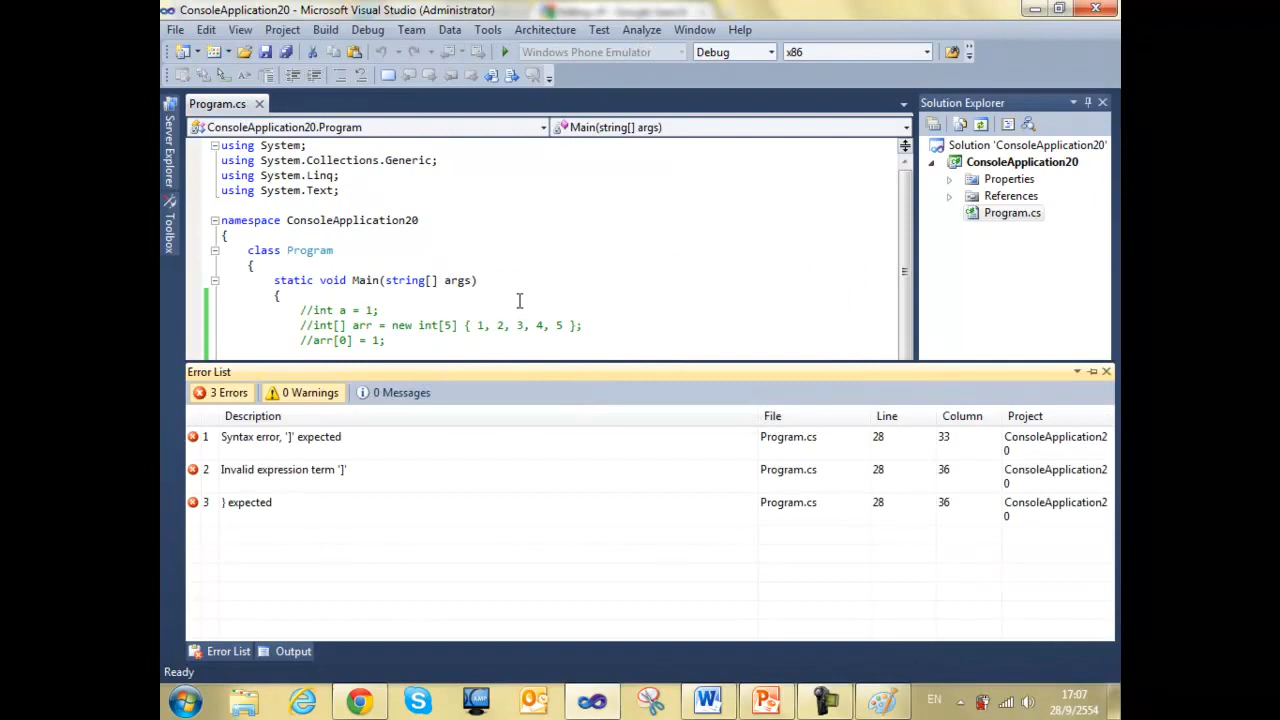 ConsoleApplication20 - Microsoft Visual Studio (Administrator)
File Edit View Project Build Debug Team Data Tools Architecture Test Analyze Window Help
Windows Phone Emulator Debug x86
Program.cs
ConsoleApplication20.Program Main(string[] args)
Server Explorer
Toolbox
using System;
using System.Collections.Generic;
using System.Linq;
using System.Text;
namespace ConsoleApplication20
{
class Program
{
static void Main(string[] args)
{
//int a = 1;
//int[] arr = new int[5] { 1, 2, 3, 4, 5 };
//arr[0] = 1;
Solution Explorer
Solution 'ConsoleApplication20'
ConsoleApplication20
Properties
References
Program.cs
Error List
3 Errors 0 Warnings 0 Messages
Description File Line Column Project
1 Syntax error, ']' expected Program.cs 28 33 ConsoleApplication2
0
2 Invalid expression term ']' Program.cs 28 36 ConsoleApplication2
0
3 } expected Program.cs 28 36 ConsoleApplication2
0
Error List Output
Ready
EN
17:07
28/9/2554